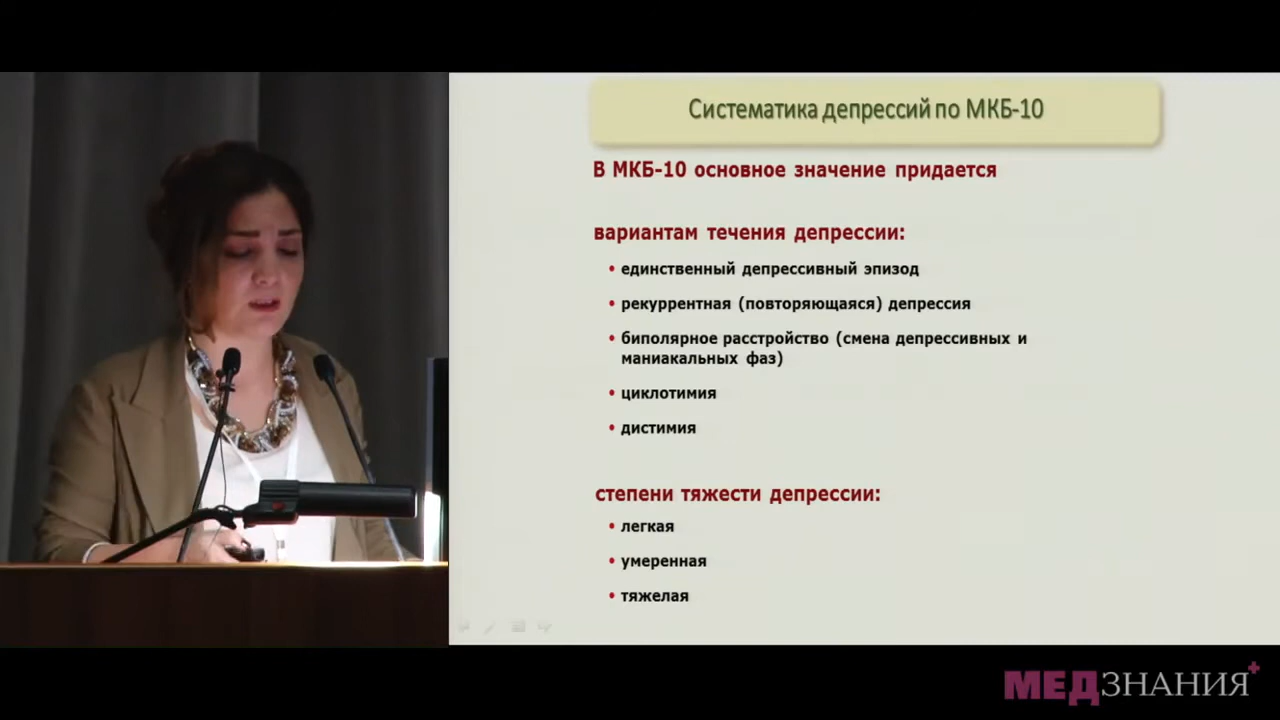 Систематика депрессий по МКБ-10
В МКБ-10 основное значение придается
вариантам течения депрессии:
• единственный депрессивный эпизод
• рекуррентная (повторяющаяся) депрессия
• биполярное расстройство (смена депрессивных и
маниакальных фаз)
• циклотимия
• дистимия
степени тяжести депрессии:
• легкая
• умеренная
• тяжелая
МЕДЗНАНИЯ+